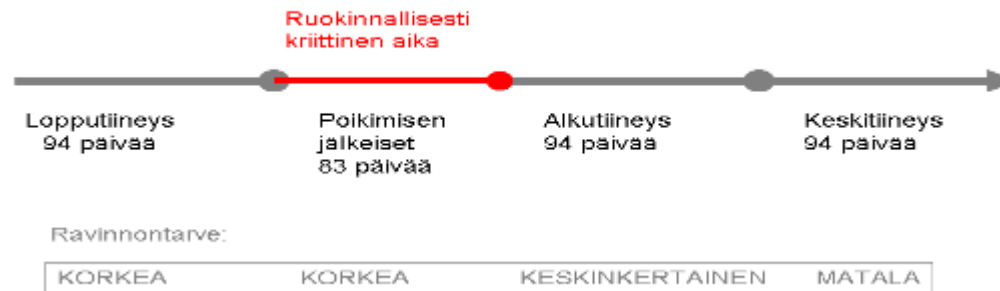 Ruokinnallisesti
kriittinen aika
Lopputiineys
94 päivää
Poikimisen
jälkeiset
83 päivää
Alkutiineys
94 päivää
Keskitiineys
94 päivää
Ravinnontarve:
KORKEA KORKEA KESKINKERTAINEN MATALA